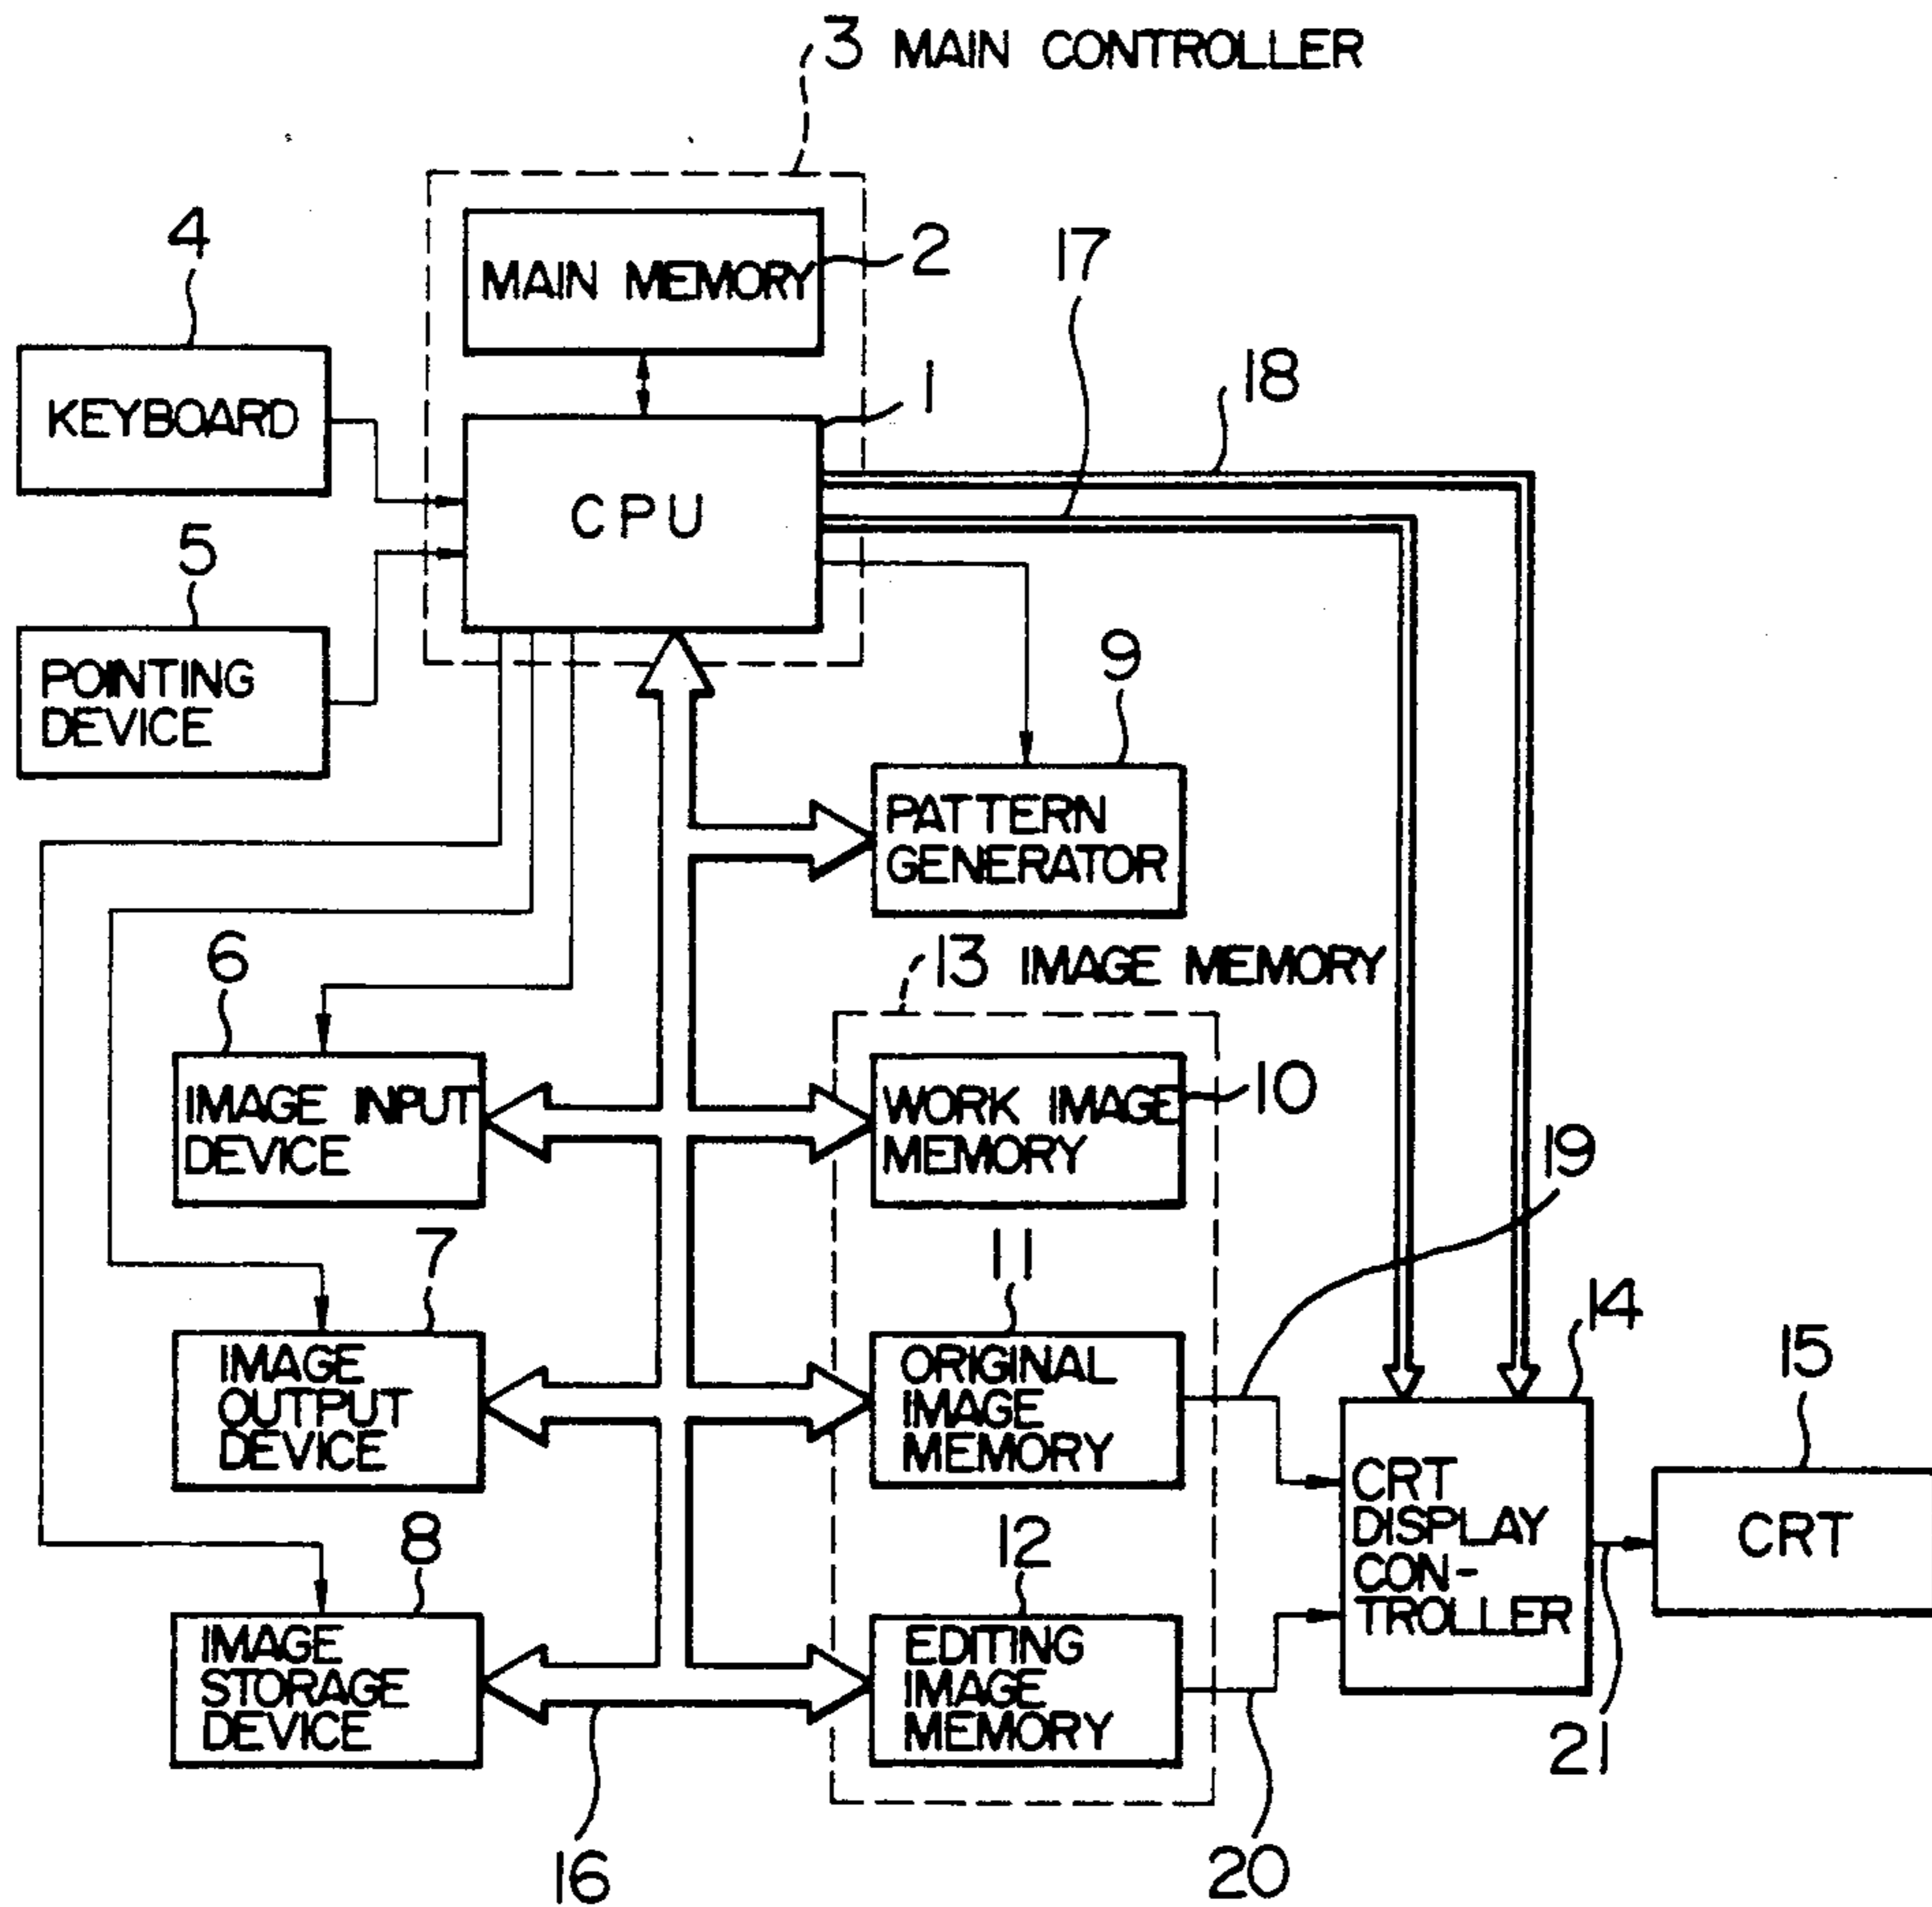 3 MAIN CONTROLLER
4
MAIN MEMORY
2
17
KEYBOARD
1
18
CPU
5
POINTING
DEVICE
9
PATTERN
GENERATOR
6
13 IMAGE MEMORY
IMAGE INPUT
DEVICE
WORK IMAGE
MEMORY
10
19
7
11
14
IMAGE
OUTPUT
DEVICE
ORIGINAL
IMAGE
MEMORY
15
CRT
DISPLAY
CON-
TROLLER
CRT
8
12
IMAGE
STORAGE
DEVICE
EDITING
IMAGE
MEMORY
21
16
20